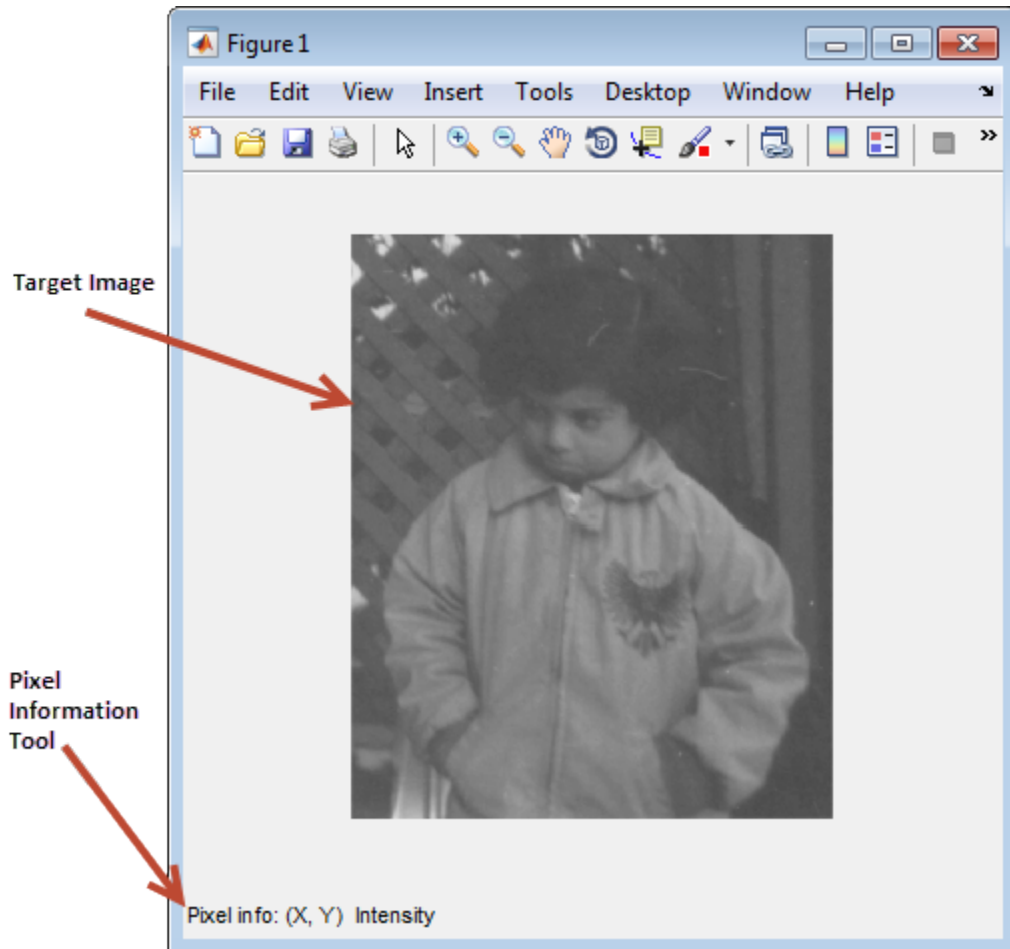 Figure 1
File Edit View Insert Tools Desktop Window Help
Target Image
Pixel
Information
Tool
Pixel info: (X, Y) Intensity